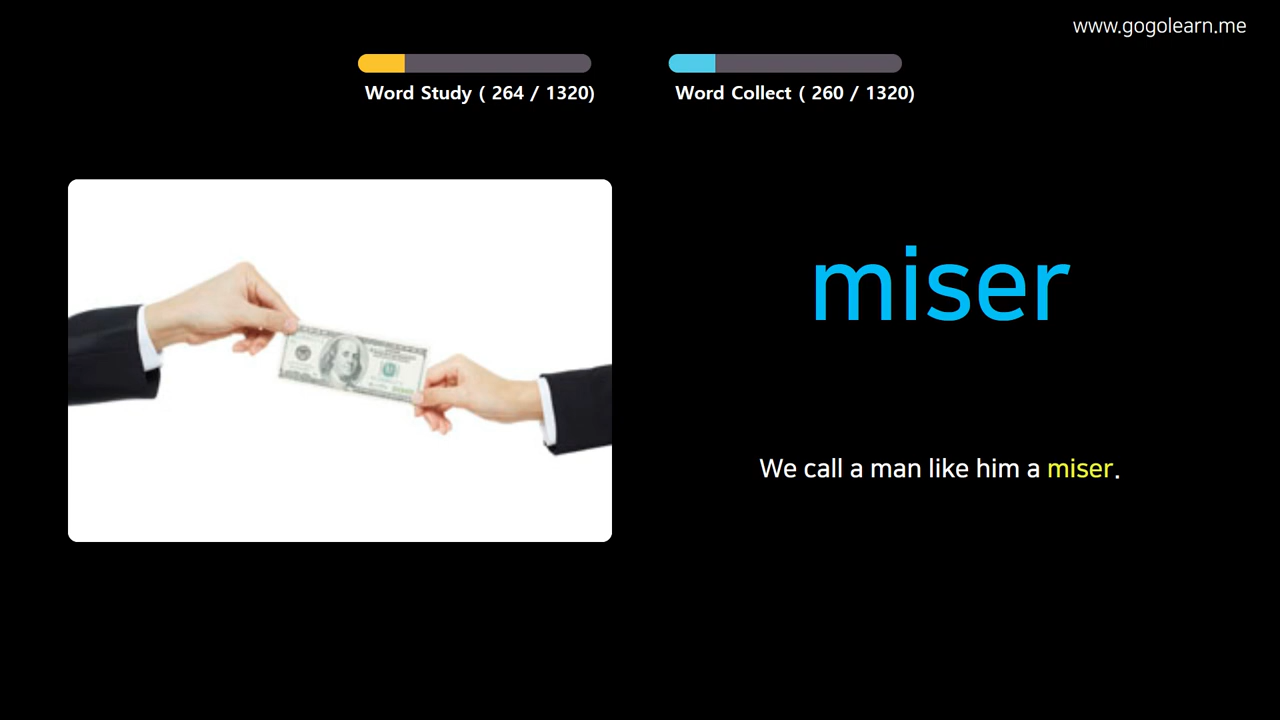 www.gogolearn.me
Word Study ( 264 / 1320)
Word Collect ( 260 / 1320)
miser
We call a man like him a miser.